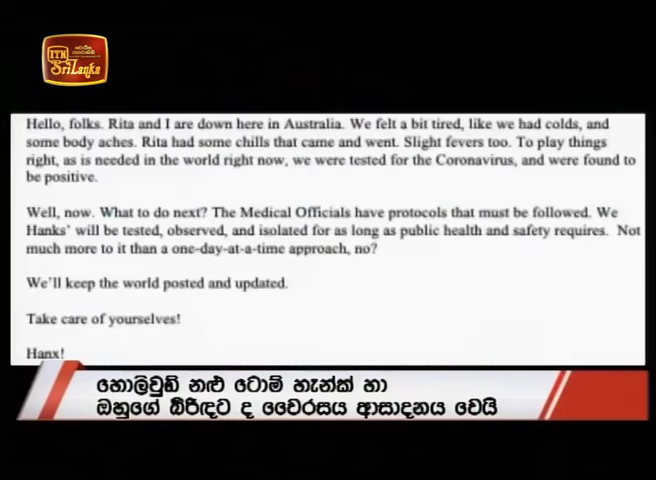 ITN
Sri Lanka
Hello, folks. Rita and I are down here in Australia. We felt a bit tired, like we had colds, and
some body aches. Rita had some chills that came and went. Slight fevers too. To play things
right, as is needed in the world right now, we were tested for the Coronavirus, and were found to
be positive.
Well, now. What to do next? The Medical Officials have protocols that must be followed. We
Hanks' will be tested, observed, and isolated for as long as public health and safety requires. Not
much more to it than a one-day-at-a-time approach, no?
We'll keep the world posted and updated.
Take care of yourselves!
Hanx!
හොලිවුඩ් නළු ටොම් හැන්ක් හා
ඔහුගේ බිරිඳට ද වෛරසය ආසාදනය වෙයි